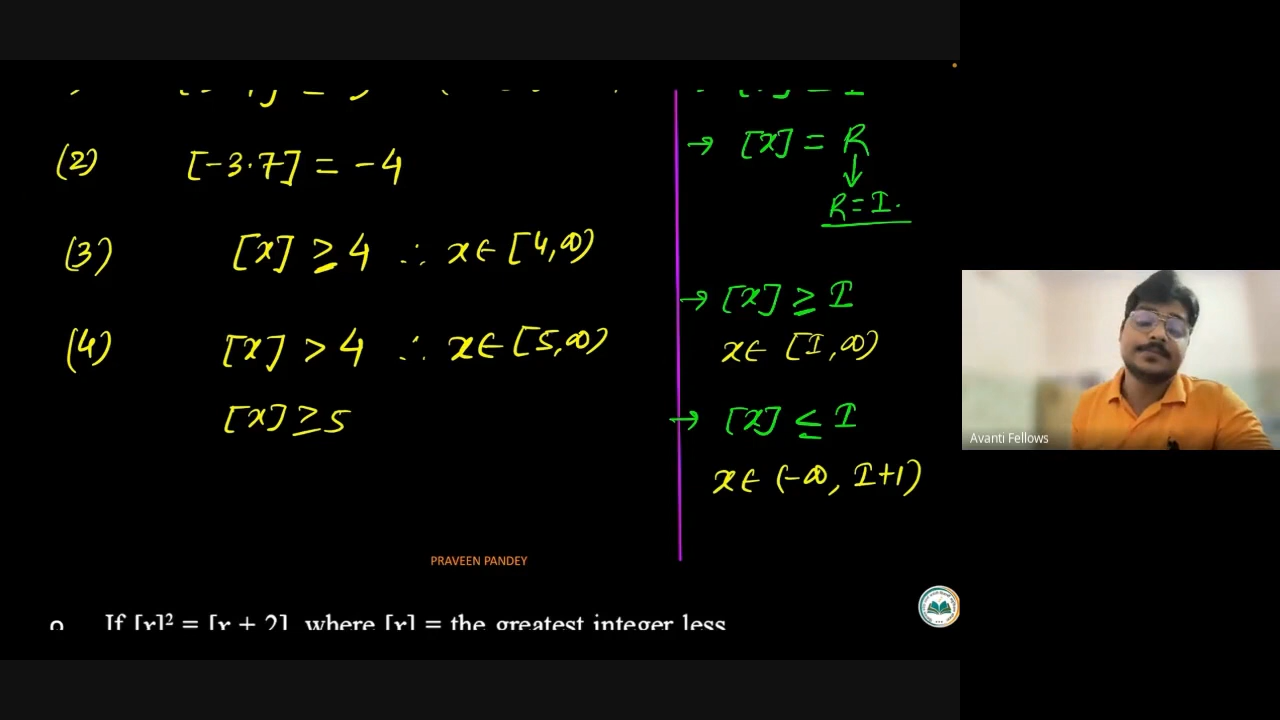 (2) [-3.7] = -4
(3) [x] ≥ 4 ∴ x∈ [4,∞)
(4) [x] > 4 ∴ x∈ [5,∞)
[x] ≥ 5
→ [x] = R
↓
R = I.
→ [x] ≥ I
x∈ [I,∞)
→ [x] ≤ I
x∈ (-∞, I+1)
PRAVEEN PANDEY
If [x]² = [x + 2], where [x] = the greatest integer less
Avanti Fellows